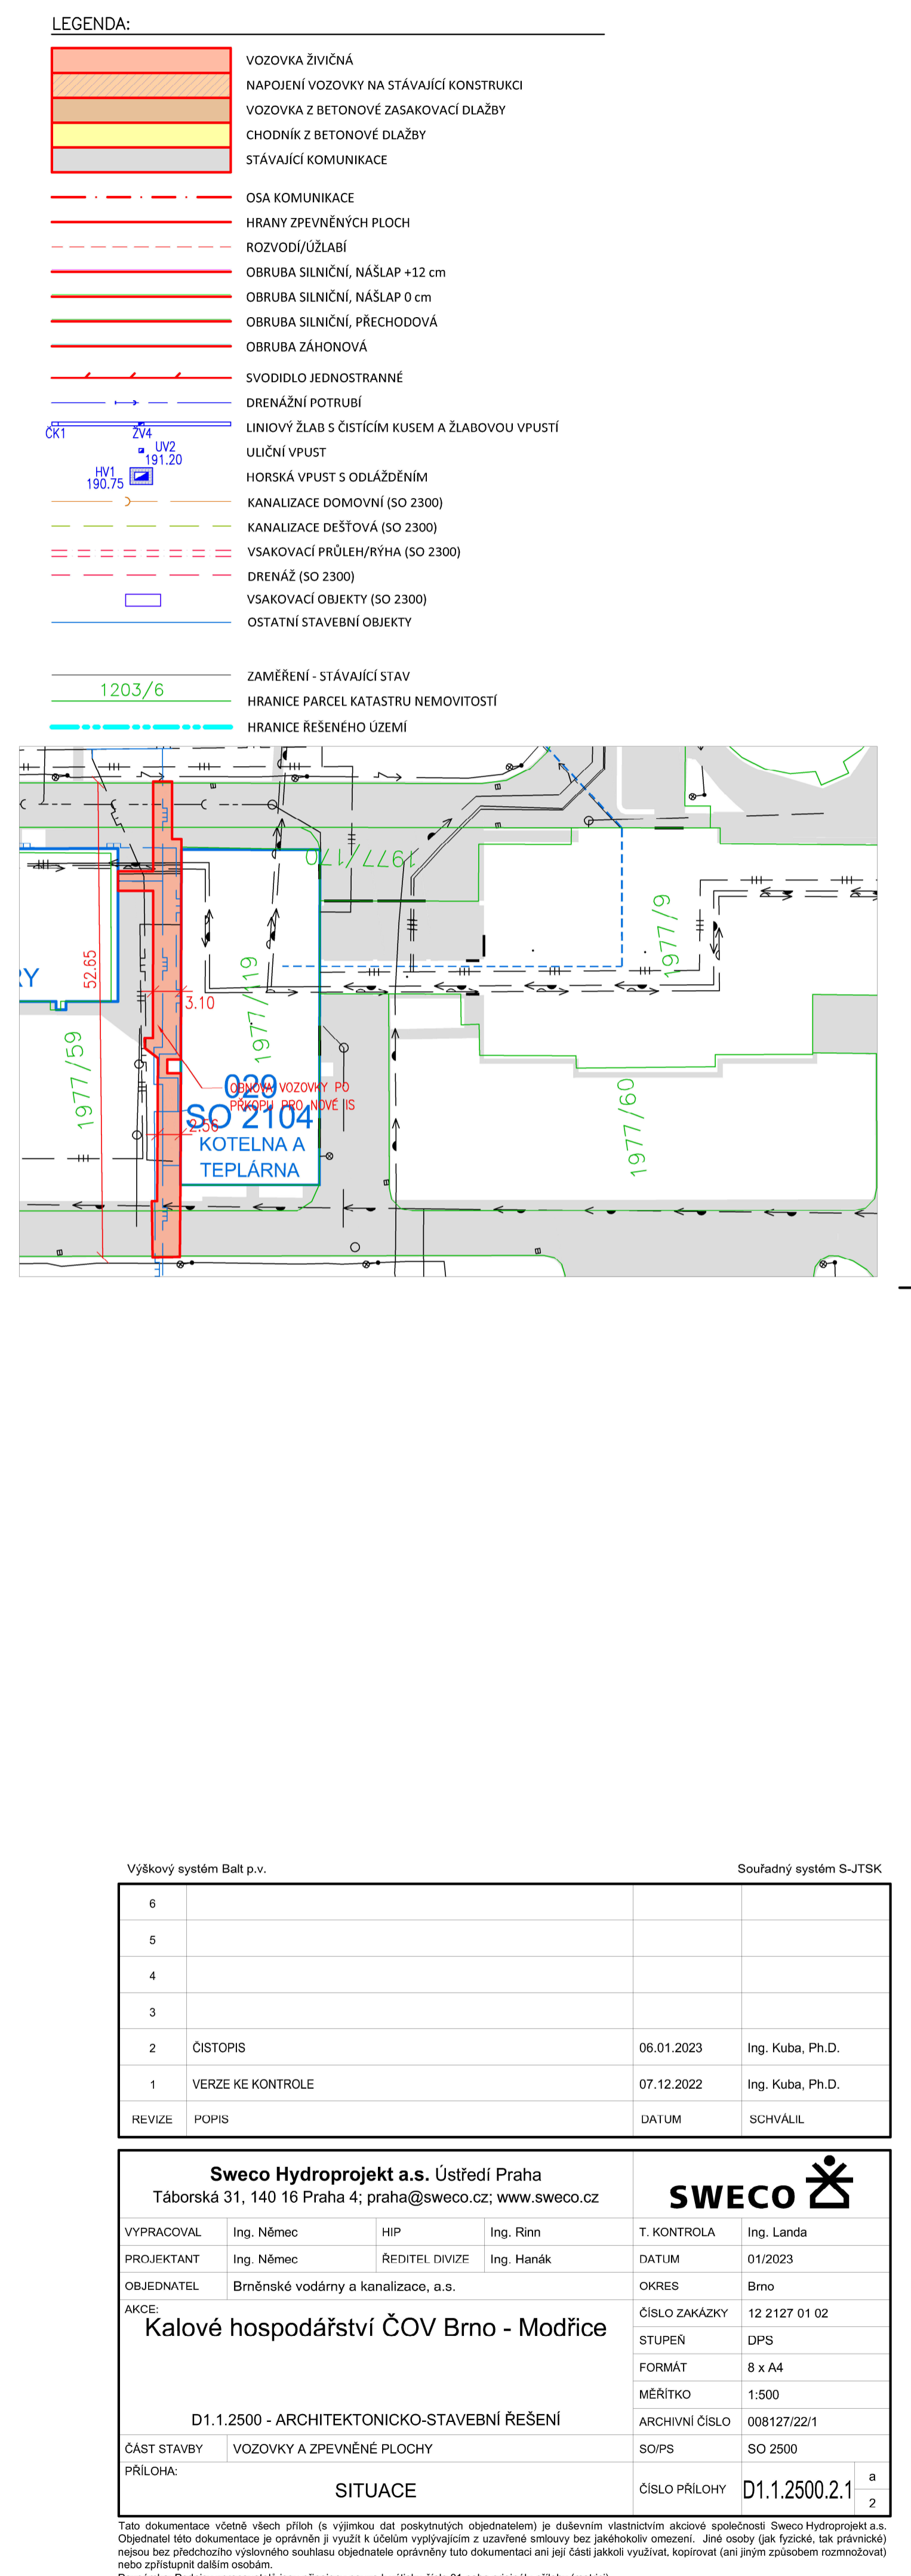 LEGENDA:
VOZOVKA ŽIVIČNÁ
NAPOJENÍ VOZOVKY NA STÁVAJÍCÍ KONSTRUKCI
VOZOVKA Z BETONOVÉ ZASAKOVACÍ DLAŽBY
CHODNÍK Z BETONOVÉ DLAŽBY
STÁVAJÍCÍ KOMUNIKACE
OSA KOMUNIKACE
HRANY ZPEVNĚNÝCH PLOCH
ROZVODÍ/ÚŽLABÍ
OBRUBA SILNIČNÍ, NÁŠLAP +12 cm
OBRUBA SILNIČNÍ, NÁŠLAP 0 cm
OBRUBA SILNIČNÍ, PŘECHODOVÁ
OBRUBA ZÁHONOVÁ
SVODIDLO JEDNOSTRANNÉ
DRENÁŽNÍ POTRUBÍ
LINIOVÝ ŽLAB S ČISTÍCÍM KUSEM A ŽLABOVOU VPUSTÍ
ČK1 ŽV4
UV2
191.20
ULIČNÍ VPUST
HV1
190.75
HORSKÁ VPUST S ODLÁŽDĚNÍM
KANALIZACE DOMOVNÍ (SO 2300)
KANALIZACE DEŠŤOVÁ (SO 2300)
VSAKOVACÍ PRŮLEH/RÝHA (SO 2300)
DRENÁŽ (SO 2300)
VSAKOVACÍ OBJEKTY (SO 2300)
OSTATNÍ STAVEBNÍ OBJEKTY
ZAMĚŘENÍ - STÁVAJÍCÍ STAV
1203/6
HRANICE PARCEL KATASTRU NEMOVITOSTÍ
HRANICE ŘEŠENÉHO ÚZEMÍ
1977/170
1977/9
RY
52.65
3.10
1977/119
1977/59
029
OBNOVA VOZOVKY PO
PŘKOPU PRO NOVÉ IS
SO 2104
2.56
KOTELNA A
TEPLÁRNA
1977/60
Výškový systém Balt p.v. Souřadný systém S-JTSK
6
5
4
3
2 ČISTOPIS 06.01.2023 Ing. Kuba, Ph.D.
1 VERZE KE KONTROLE 07.12.2022 Ing. Kuba, Ph.D.
REVIZE POPIS DATUM SCHVÁLIL
Sweco Hydroprojekt a.s. Ústředí Praha
Táborská 31, 140 16 Praha 4; praha@sweco.cz; www.sweco.cz
SWECO
VYPRACOVAL Ing. Němec HIP Ing. Rinn T. KONTROLA Ing. Landa
PROJEKTANT Ing. Němec ŘEDITEL DIVIZE Ing. Hanák DATUM 01/2023
OBJEDNATEL Brněnské vodárny a kanalizace, a.s. OKRES Brno
AKCE:
Kalové hospodářství ČOV Brno - Modřice
ČÍSLO ZAKÁZKY 12 2127 01 02
STUPEŇ DPS
FORMÁT 8 x A4
MĚŘÍTKO 1:500
D1.1.2500 - ARCHITEKTONICKO-STAVEBNÍ ŘEŠENÍ
ARCHIVNÍ ČÍSLO 008127/22/1
ČÁST STAVBY VOZOVKY A ZPEVNĚNÉ PLOCHY SO/PS SO 2500
PŘÍLOHA:
SITUACE
ČÍSLO PŘÍLOHY D1.1.2500.2.1
a
2
Tato dokumentace včetně všech příloh (s výjimkou dat poskytnutých objednatelem) je duševním vlastnictvím akciové společnosti Sweco Hydroprojekt a.s.
Objednatel této dokumentace je oprávněn ji využít k účelům vyplývajícím z uzavřené smlouvy bez jakéhokoliv omezení. Jiné osoby (jak fyzické, tak právnické)
nejsou bez předchozího výslovného souhlasu objednatele oprávněny tuto dokumentaci ani její části jakkoli využívat, kopírovat (ani jiným způsobem rozmnožovat)
nebo zpřístupnit dalším osobám.